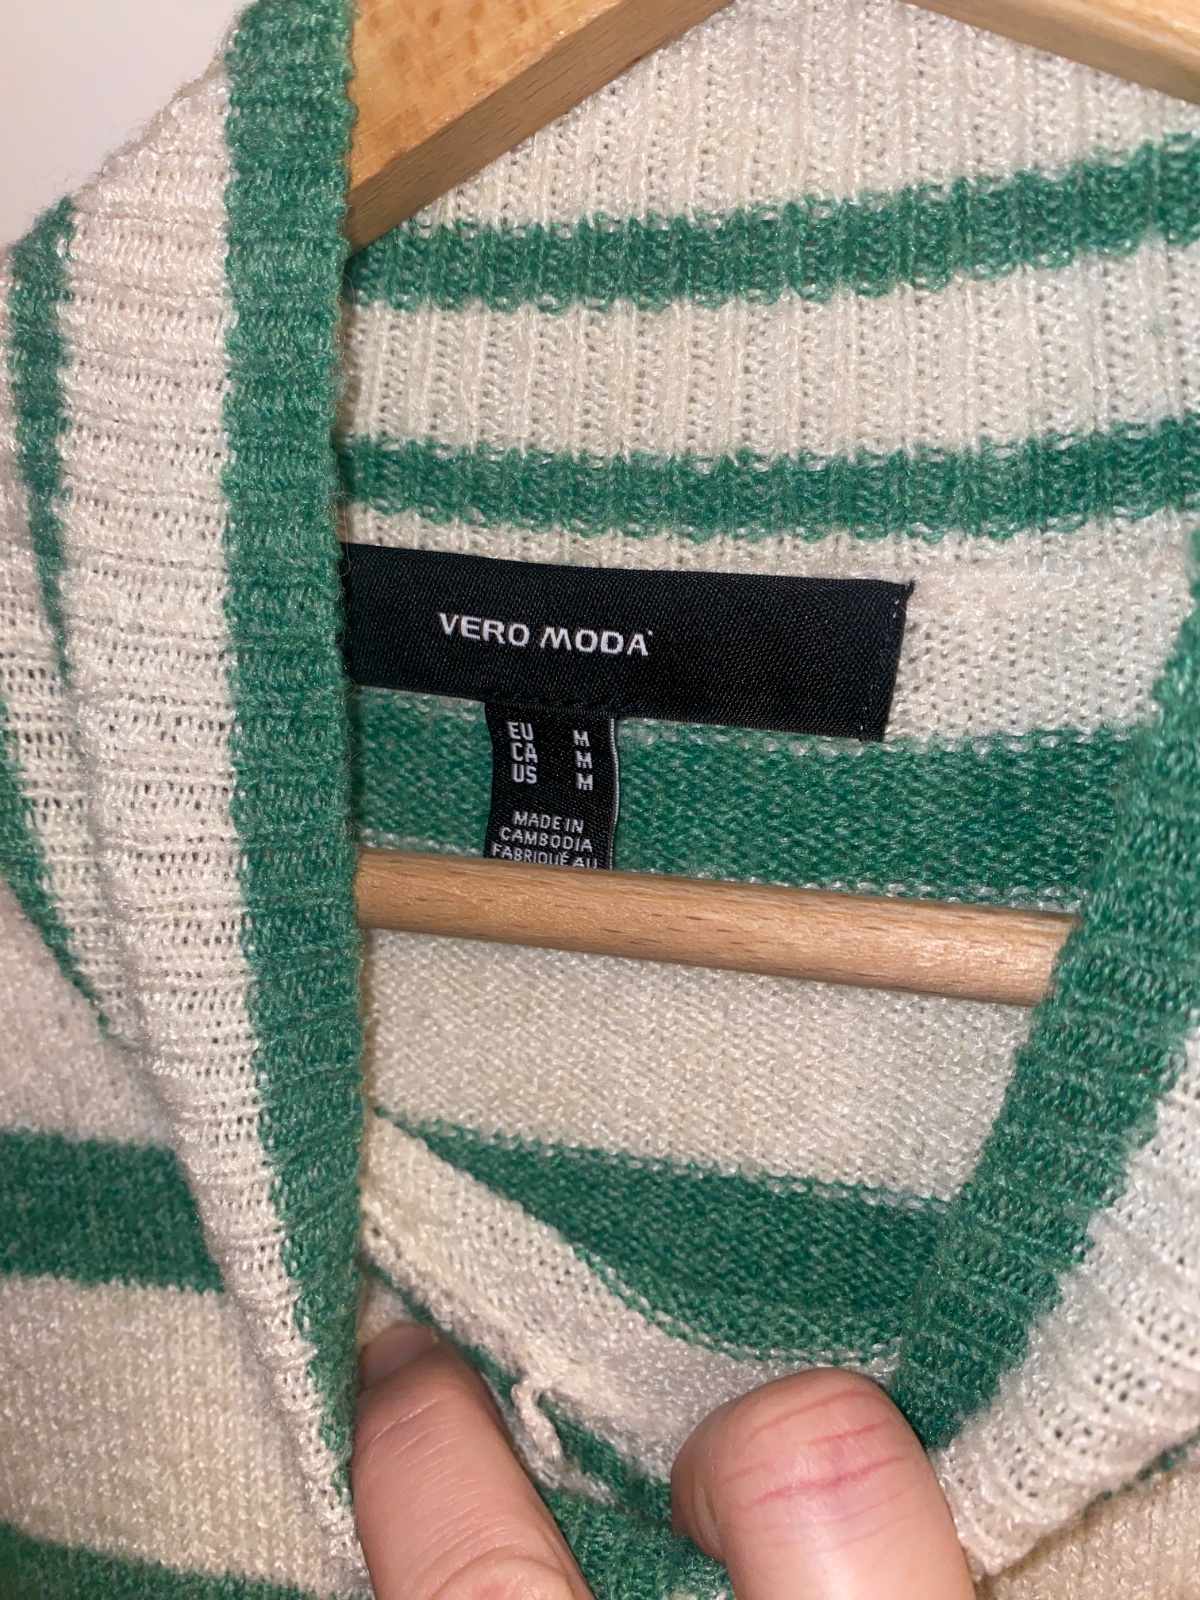 VERO MODA
EU M
CA M
US M
MADE IN
CAMBODIA
FABRIQUÉ AU